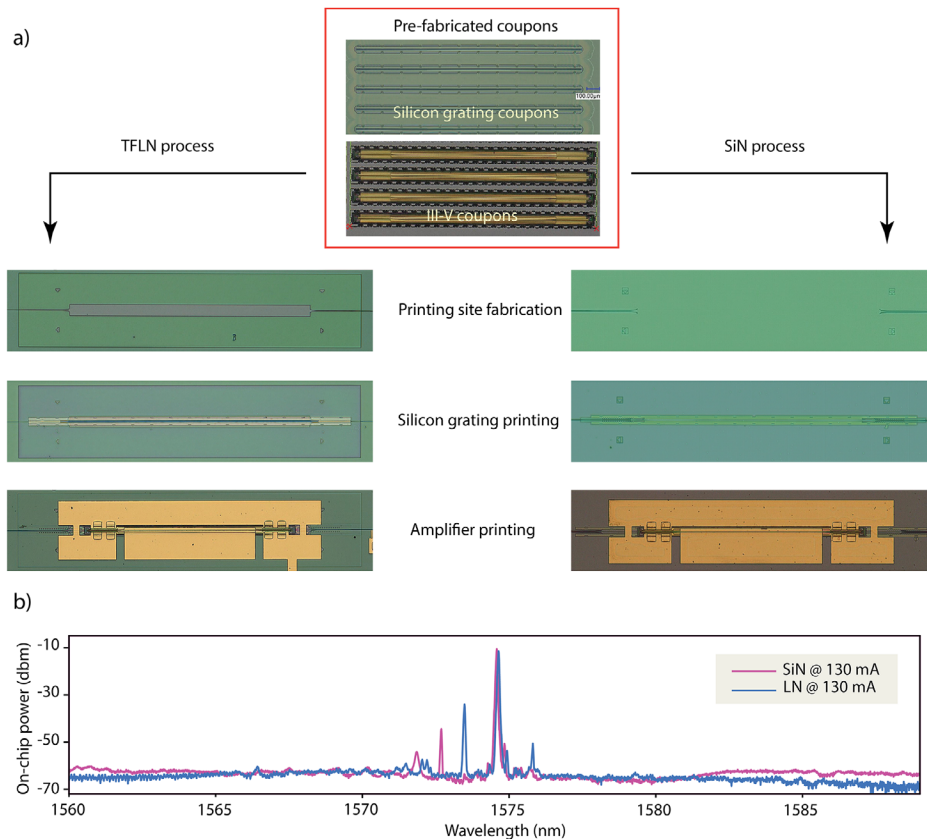 a)
Pre-fabricated coupons
100.00µm
Silicon grating coupons
TFLN process
SiN process
III-V coupons
Printing site fabrication
Silicon grating printing
Amplifier printing
b)
On-chip power (dbm)
-10
-30
-50
-70
SiN @ 130 mA
LN @ 130 mA
1560
1565
1570
1575
1580
1585
Wavelength (nm)